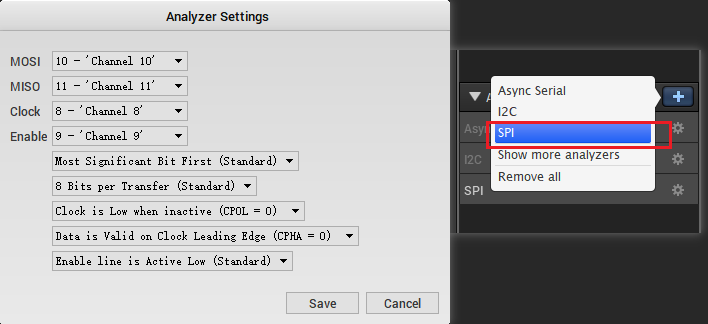 Analyzer Settings
MOSI 10 - 'Channel 10'
MISO 11 - 'Channel 11'
Clock 8 - 'Channel 8'
Enable 9 - 'Channel 9'
Most Significant Bit First (Standard)
8 Bits per Transfer (Standard)
Clock is Low when inactive (CPOL = 0)
Data is Valid on Clock Leading Edge (CPHA = 0)
Enable line is Active Low (Standard)
Save Cancel
Async Serial
I2C
SPI
Show more analyzers
Remove all
I2C
SPI